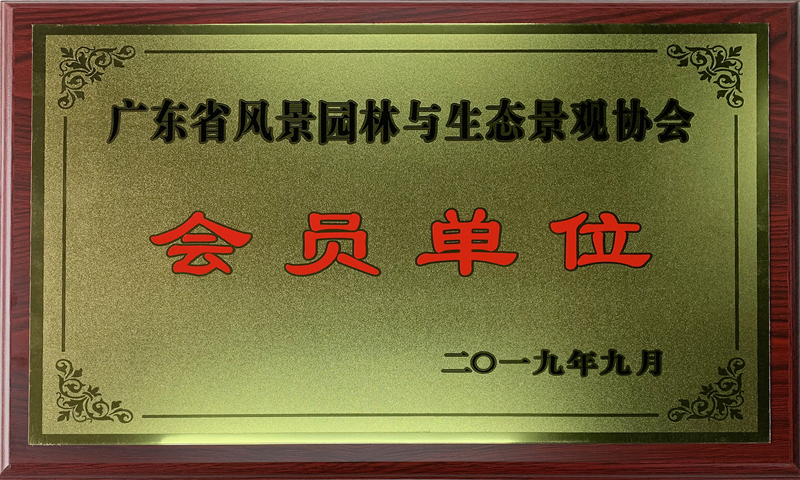 广东省风景园林与生态景观协会
会员单位
二〇一九年九月